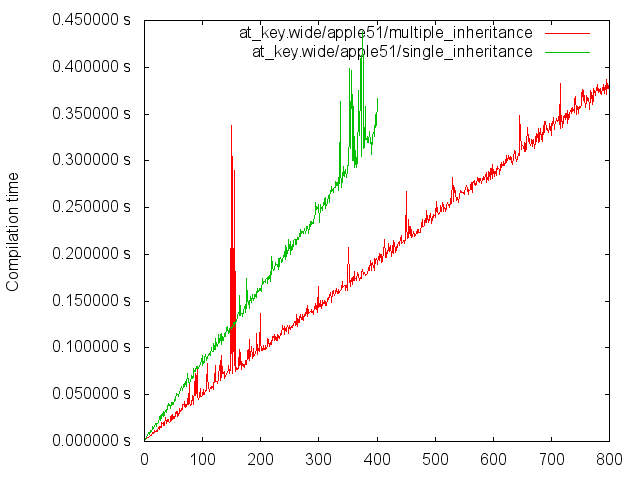 at_key.wide/apple51/multiple_inheritance
at_key.wide/apple51/single_inheritance
Compilation time
0.450000 s
0.400000 s
0.350000 s
0.300000 s
0.250000 s
0.200000 s
0.150000 s
0.100000 s
0.050000 s
0.000000 s
0 100 200 300 400 500 600 700 800